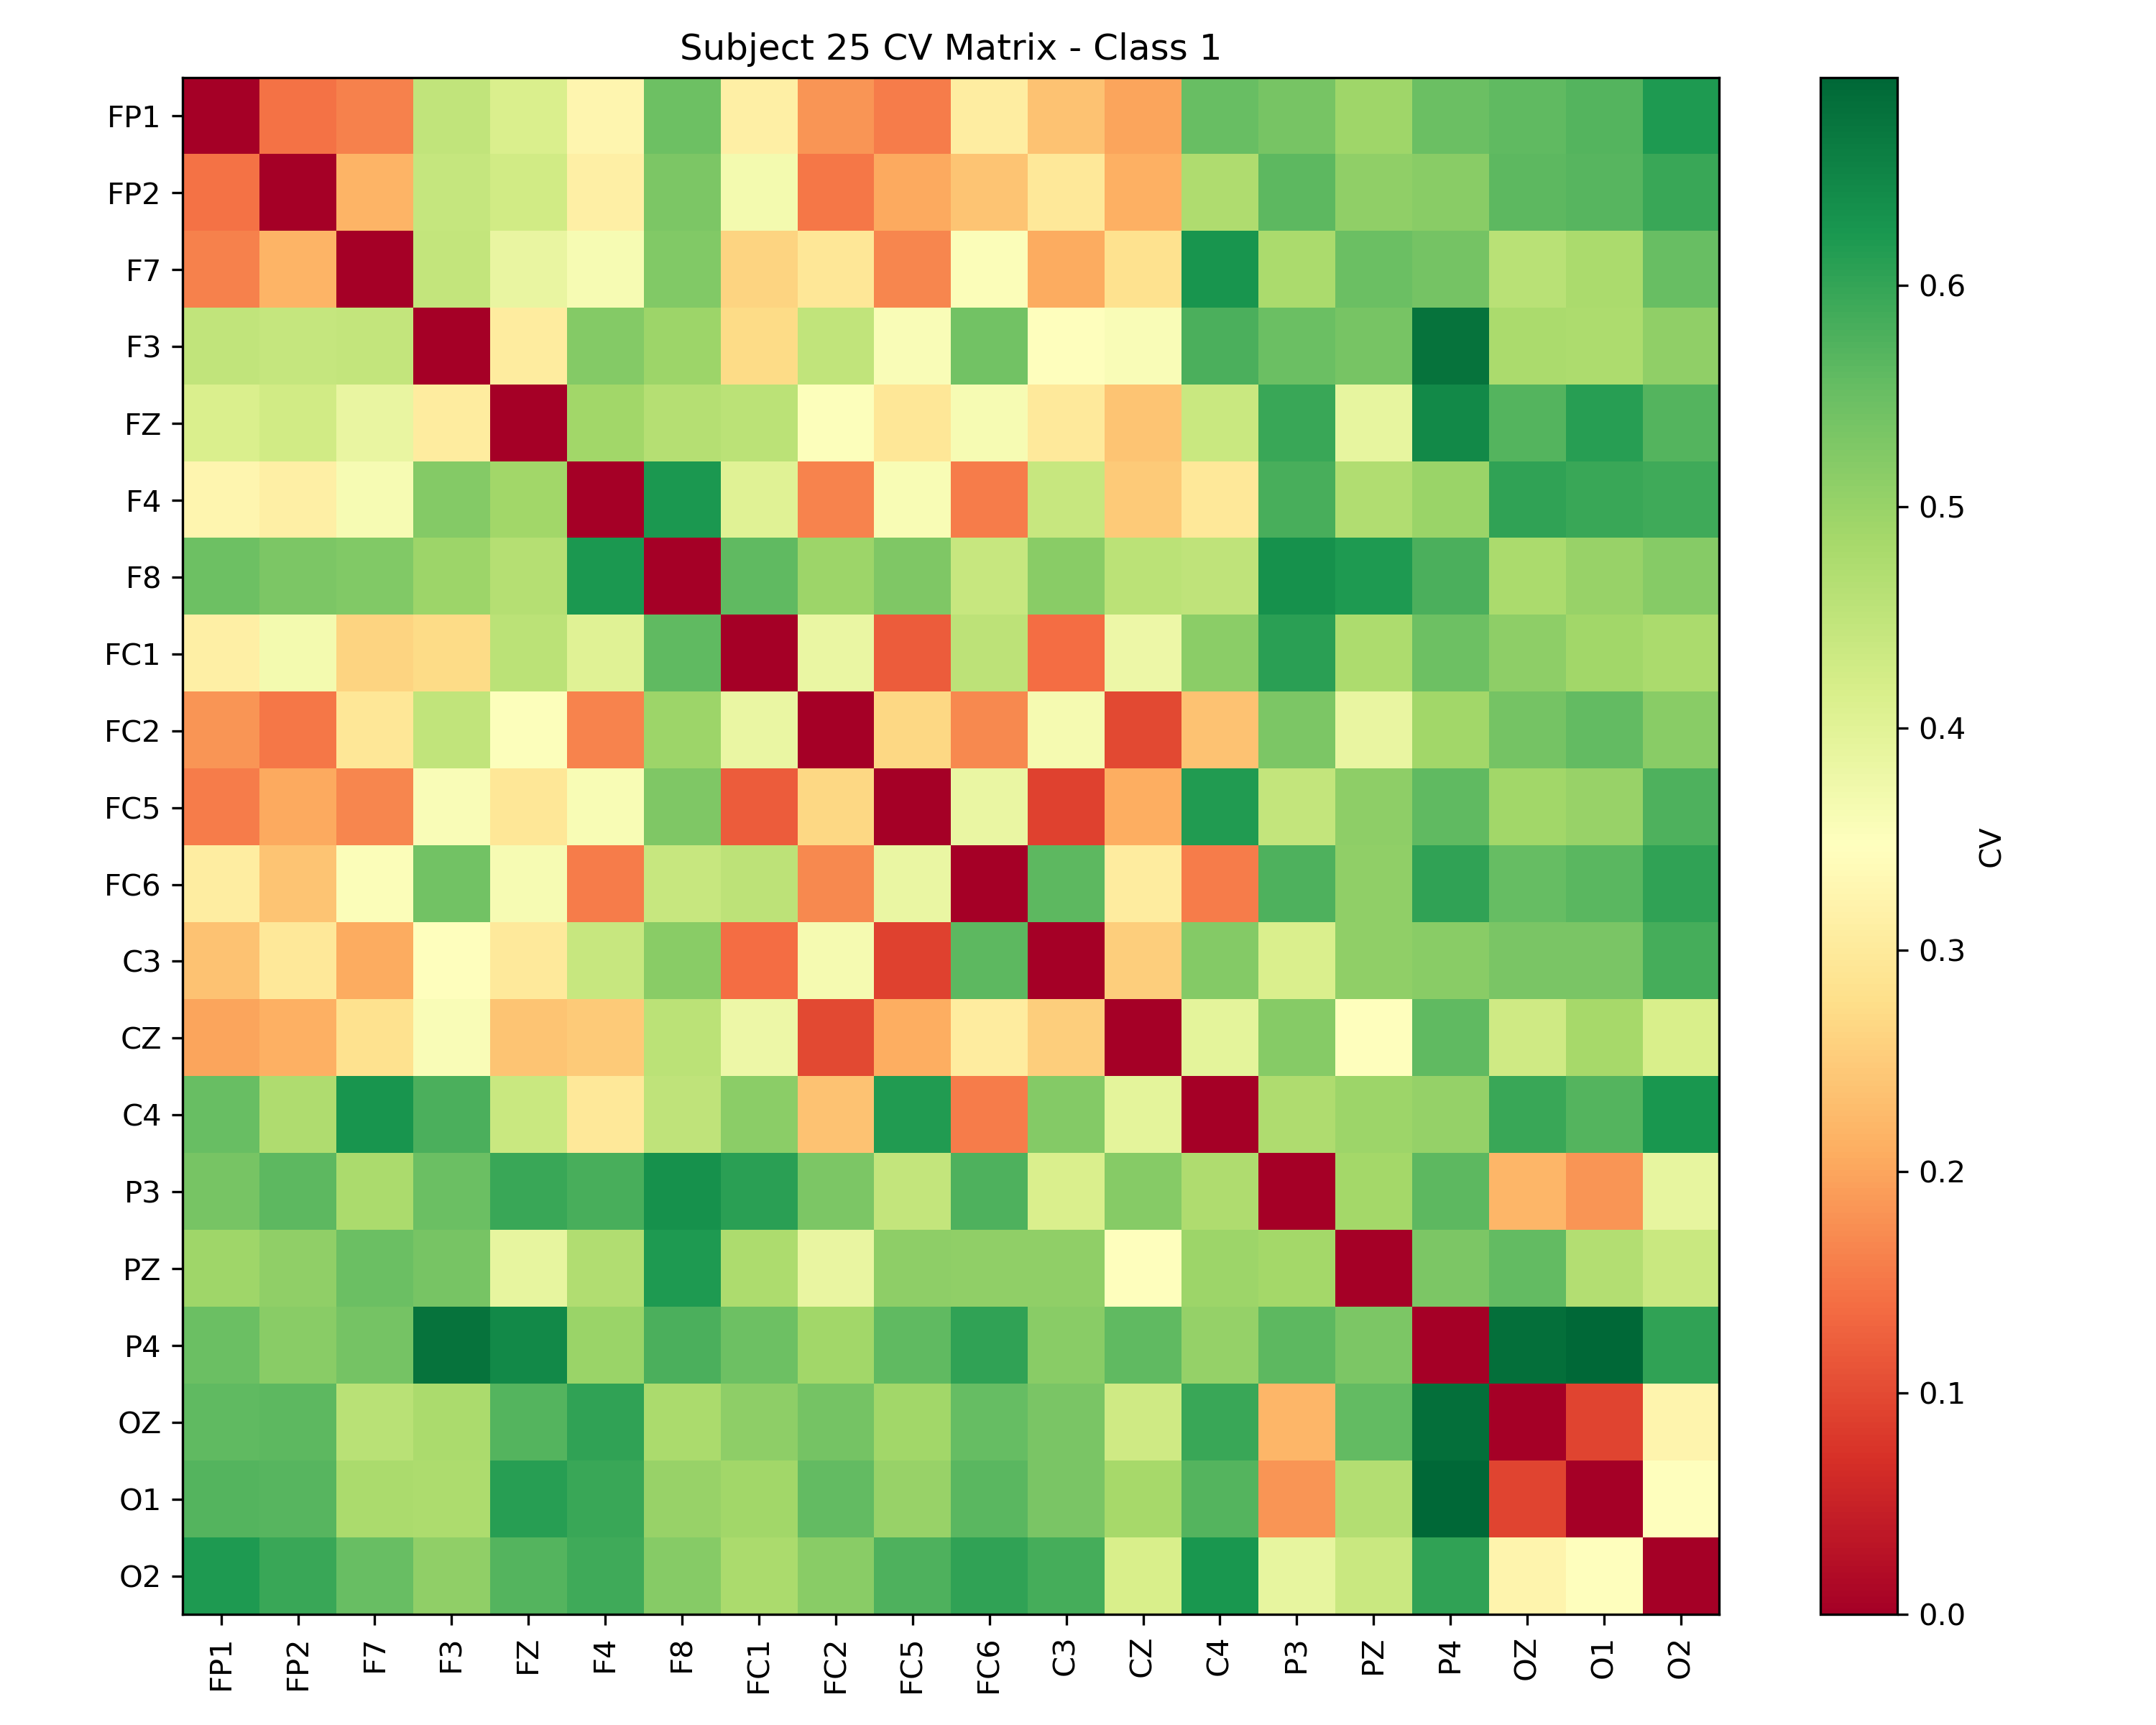 Subject 25 CV Matrix - Class 1
FP1
FP2
F7
F3
FZ
F4
F8
FC1
FC2
FC5
FC6
C3
CZ
C4
P3
PZ
P4
OZ
O1
O2
FP1 FP2 F7 F3 FZ F4 F8 FC1 FC2 FC5 FC6 C3 CZ C4 P3 PZ P4 OZ O1 O2
0.6
0.5
0.4
0.3
0.2
0.1
0.0
CV